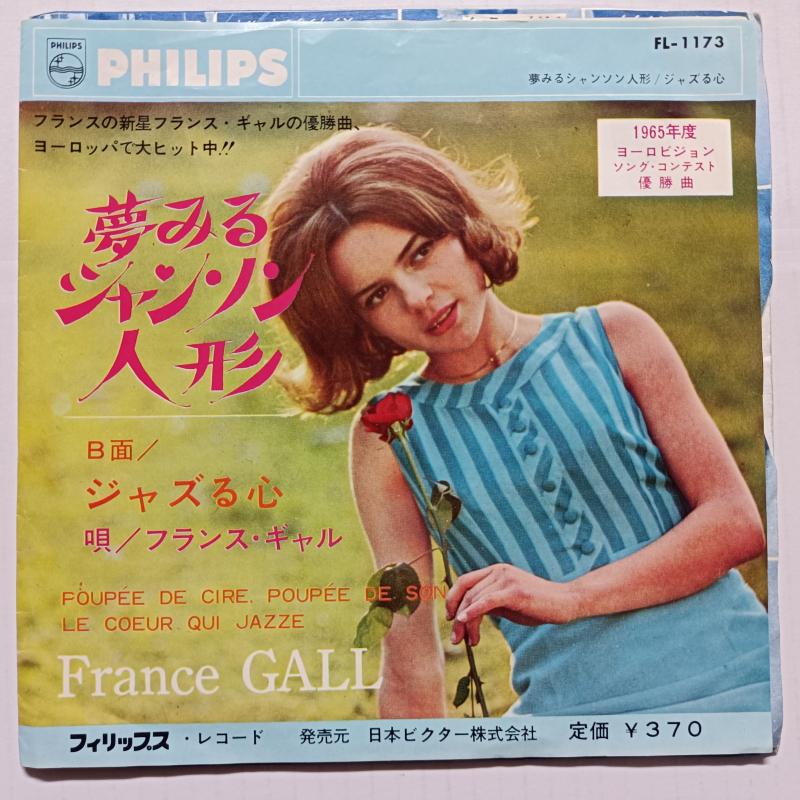 PHILIPS
PHILIPS
FL-1173
夢みるシャンソン人形/ジャズる心
フランスの新星フランス・ギャルの優勝曲、
ヨーロッパで大ヒット中!!
1965年度
ヨーロビジョン
ソング・コンテスト
優勝曲
夢みる
シャンソン
人形
B面/
ジャズる心
唄/フランス・ギャル
POUPÉE DE CIRE, POUPÉE DE SON
LE COEUR QUI JAZZE
France GALL
フィリップス・レコード 発売元 日本ビクター株式会社 定価 ¥370